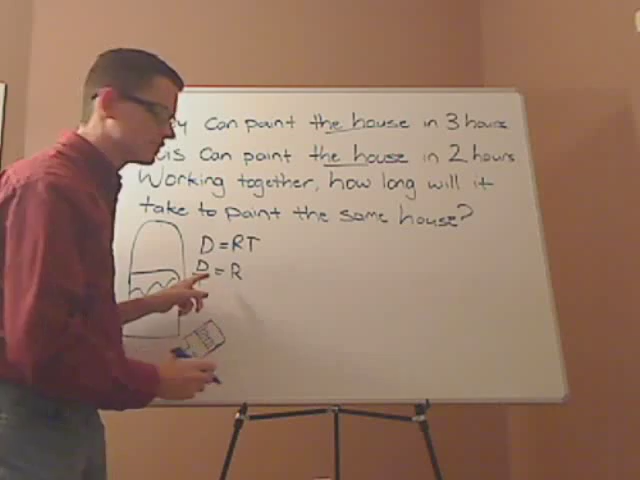 can paint the house in 3 hours
can paint the house in 2 hours
Working together, how long will it
take to paint the same house?
D = RT
D = R